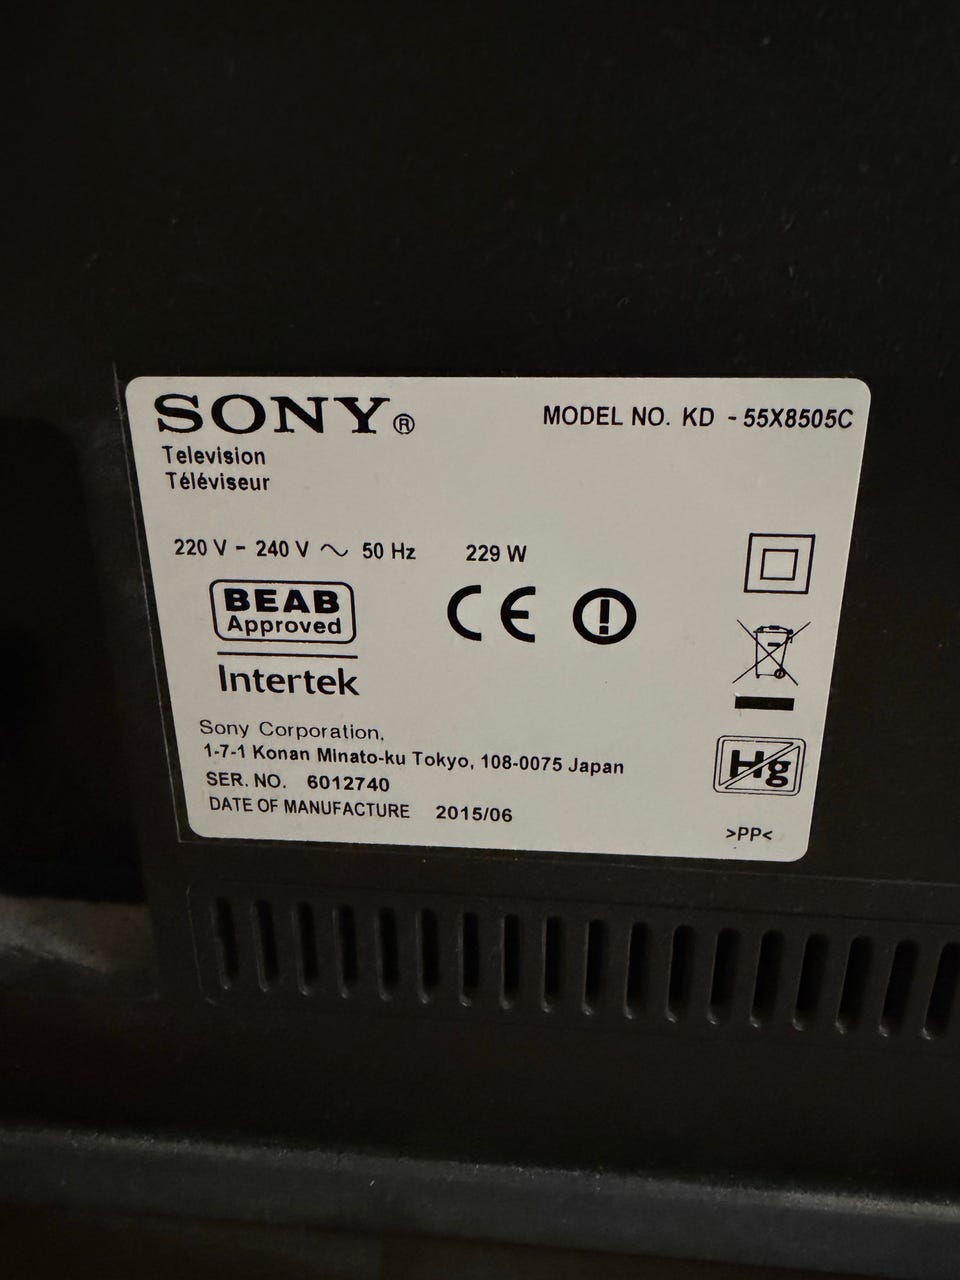 SONY®
MODEL NO. KD - 55X8505C
Television
Téléviseur
220 V - 240 V ~ 50 Hz 229 W
BEAB
Approved
Intertek
CE
Hg
Sony Corporation,
1-7-1 Konan Minato-ku Tokyo, 108-0075 Japan
SER. NO. 6012740
DATE OF MANUFACTURE 2015/06
>PP<